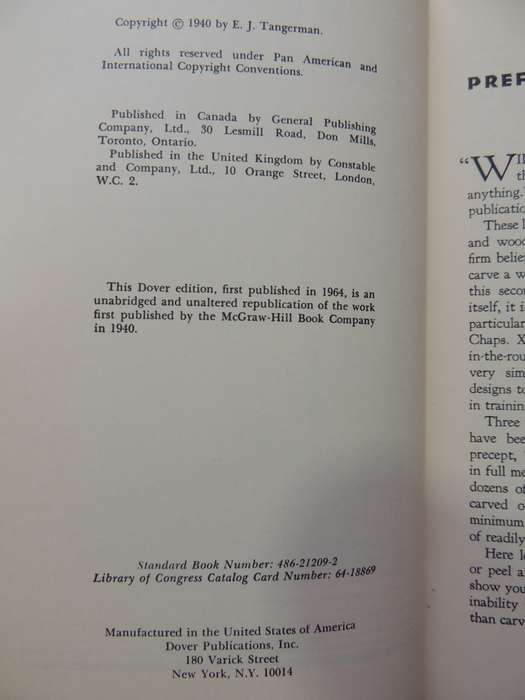 Copyright © 1940 by E. J. Tangerman.
All rights reserved under Pan American and
International Copyright Conventions.
Published in Canada by General Publishing
Company, Ltd., 30 Lesmill Road, Don Mills,
Toronto, Ontario.
Published in the United Kingdom by Constable
and Company, Ltd., 10 Orange Street, London,
W.C. 2.
This Dover edition, first published in 1964, is an
unabridged and unaltered republication of the work
first published by the McGraw-Hill Book Company
in 1940.
Standard Book Number: 486-21209-2
Library of Congress Catalog Card Number: 64-18869
Manufactured in the United States of America
Dover Publications, Inc.
180 Varick Street
New York, N.Y. 10014
PREF
"WI
th
anything.
publicatio
These l
and wood
firm belie
carve a w
this seco
itself, it i
particular
Chaps. X
in-the-rou
very sim
designs to
in trainin
Three
have bee
precept,
in full me
dozens of
carved o
minimum
of readily
Here l
or peel a
show you
inability
than carv